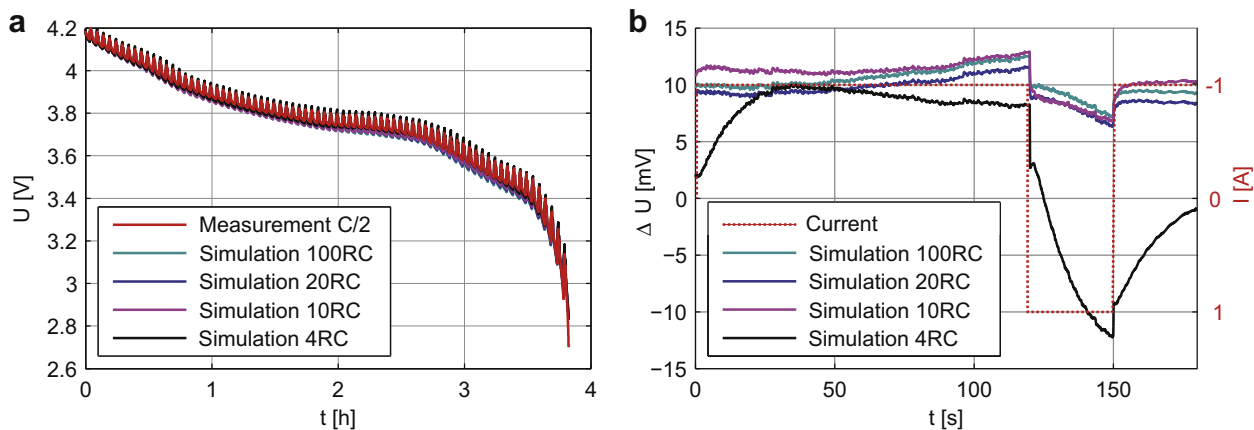 a
4.2
4
3.8
3.6
3.4
3.2
3
2.8
2.6
U [V]
Measurement C/2
Simulation 100RC
Simulation 20RC
Simulation 10RC
Simulation 4RC
0 1 2 3 4
t [h]
b
15
10
5
0
−5
−10
−15
Δ U [mV]
Current
Simulation 100RC
Simulation 20RC
Simulation 10RC
Simulation 4RC
-1
0
1
I [A]
0 50 100 150
t [s]